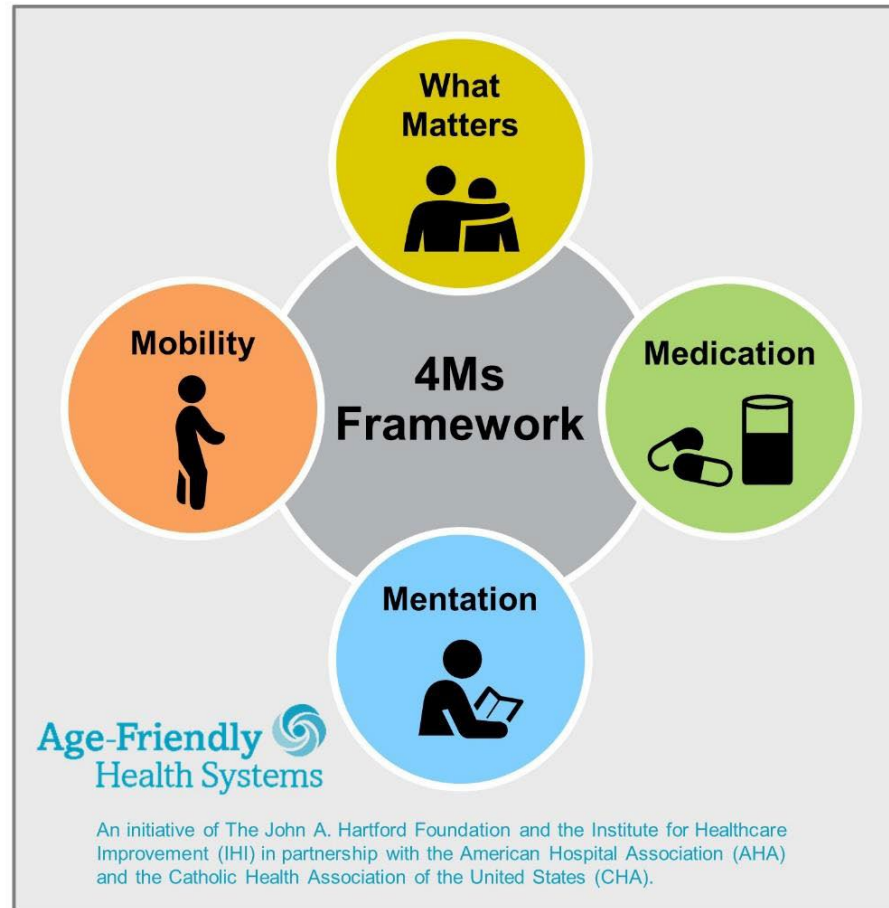 What
Matters
Mobility
4Ms
Framework
Medication
Mentation
Age-Friendly
Health Systems
An initiative of The John A. Hartford Foundation and the Institute for Healthcare
Improvement (IHI) in partnership with the American Hospital Association (AHA)
and the Catholic Health Association of the United States (CHA).